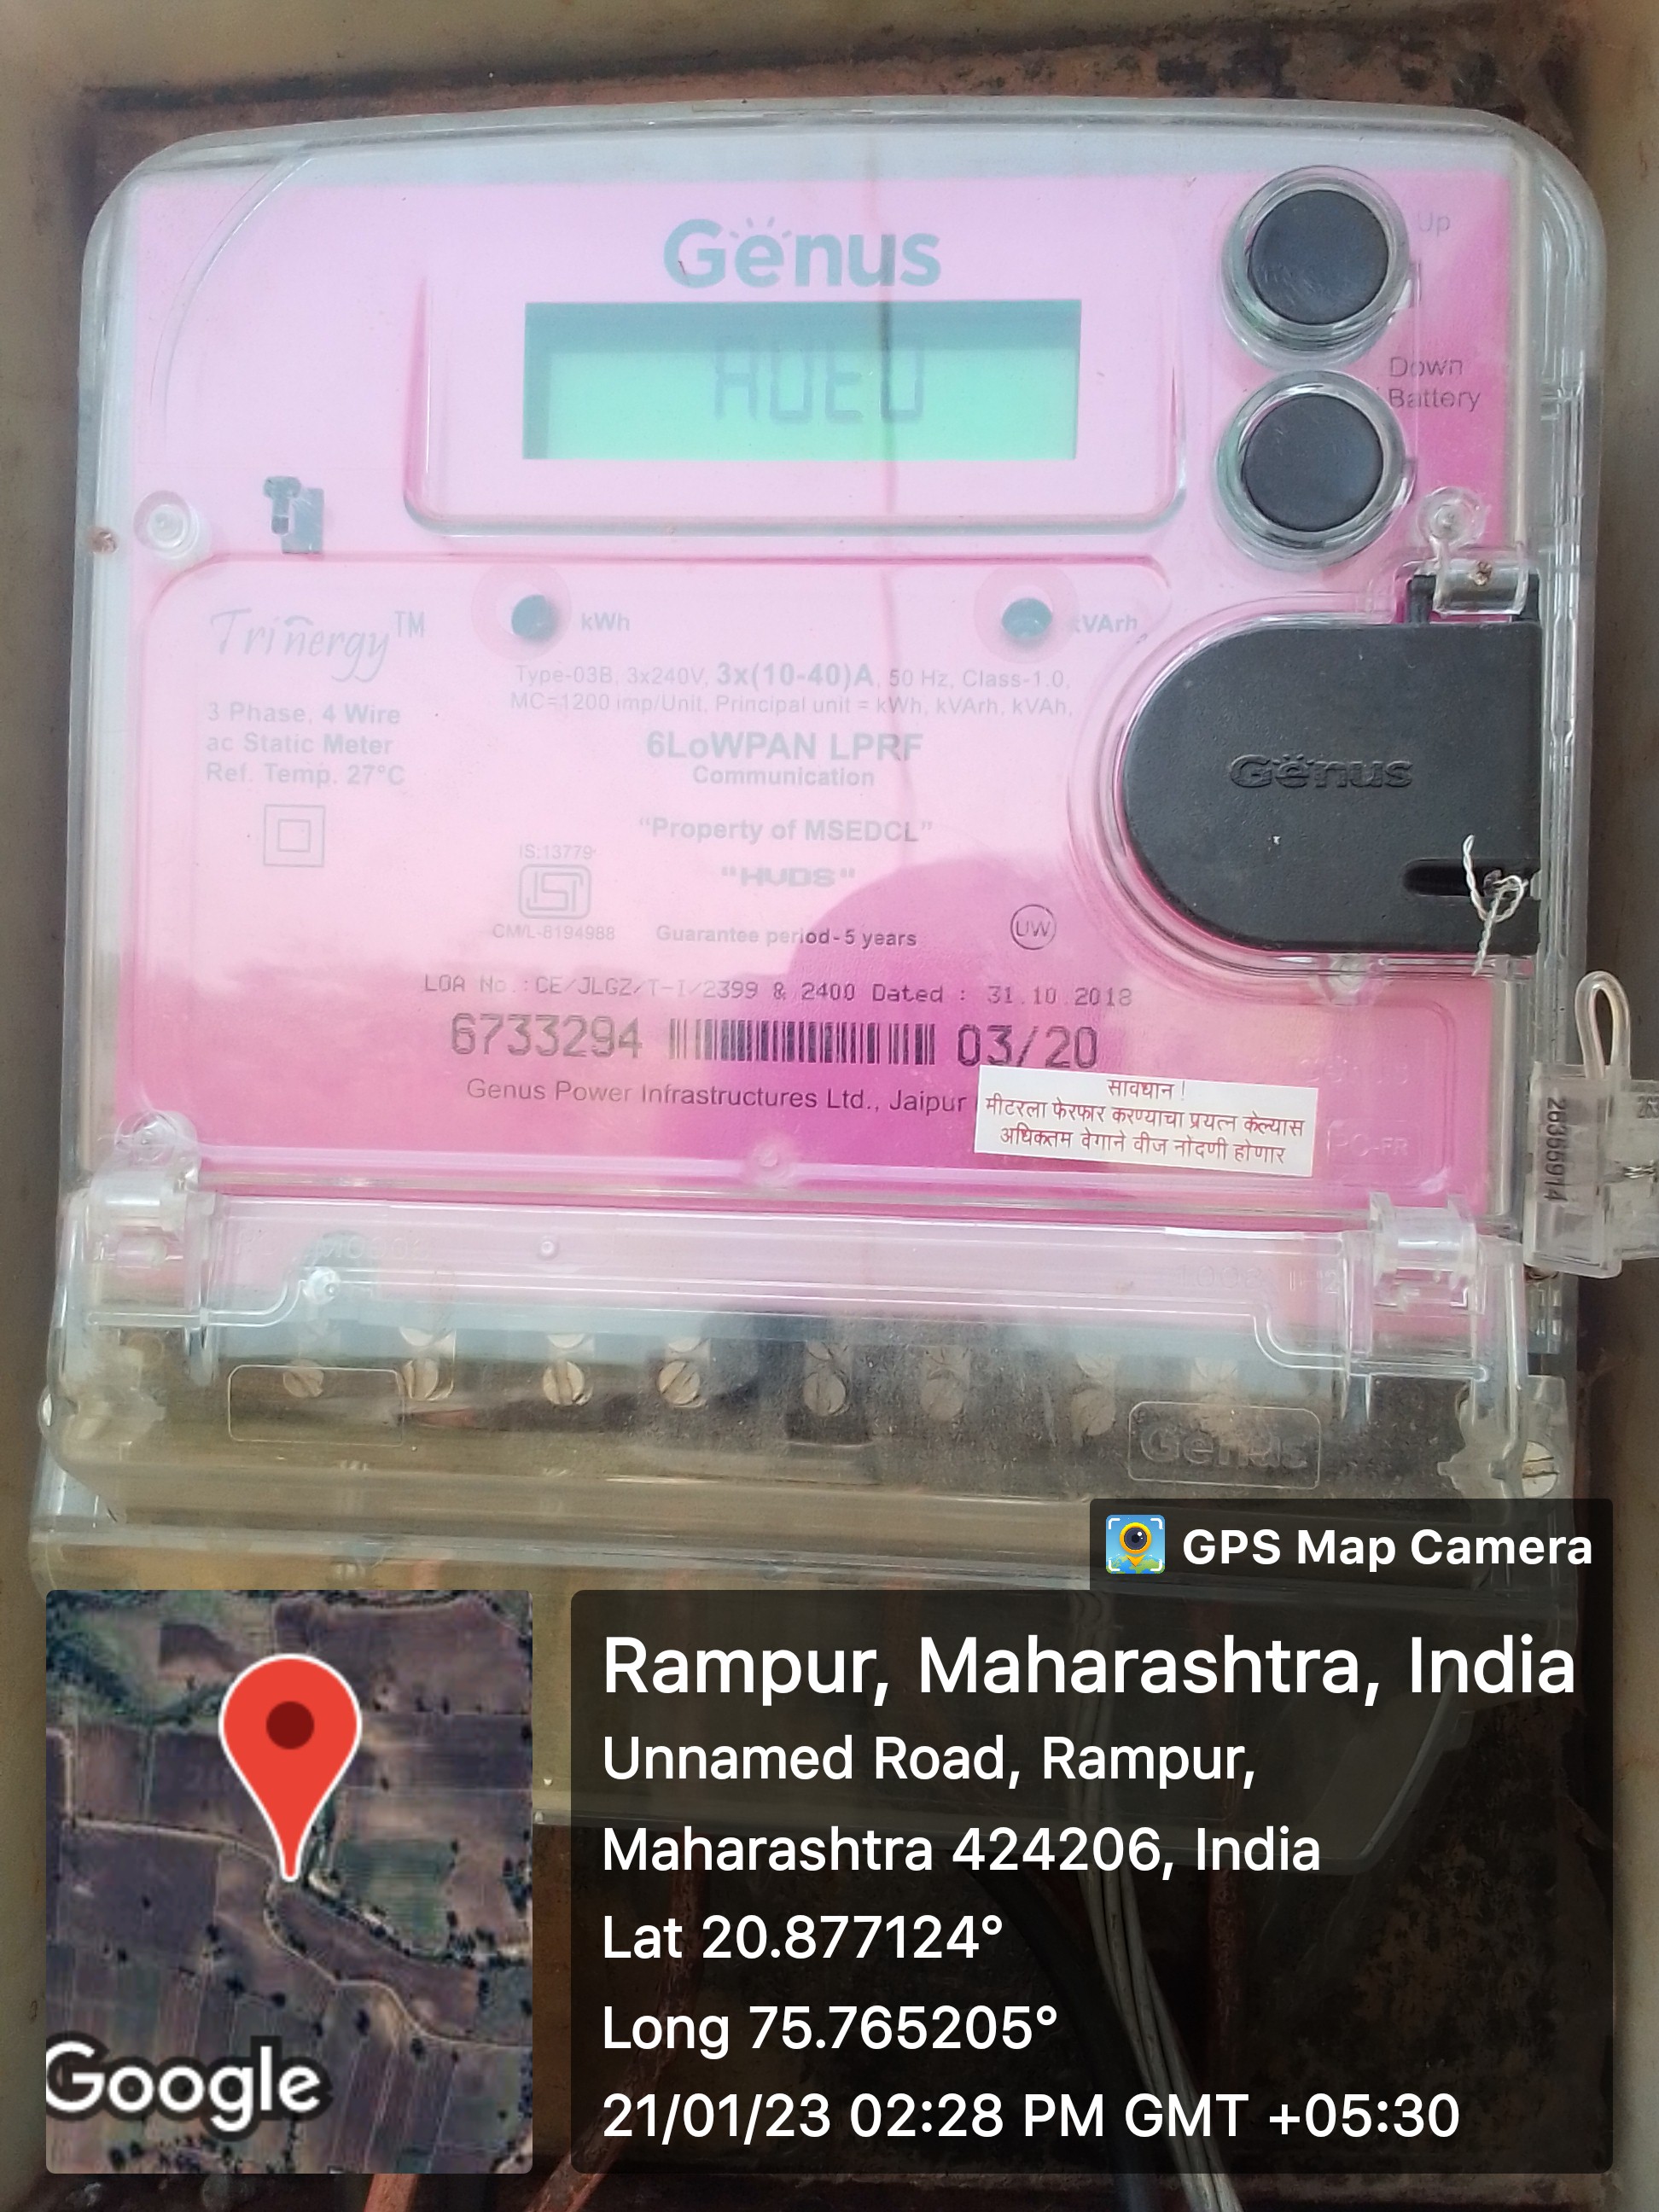 Genus
Up
Down
Battery
Trinergy™
kWh
kVArh
Type-03B, 3x240V, 3x(10-40)A, 50 Hz, Class-1.0,
MC=1200 imp/Unit, Principal unit = kWh, kVArh, kVAh,
3 Phase, 4 Wire
ac Static Meter
Ref. Temp. 27°C
6LoWPAN LPRF
Communication
"Property of MSEDCL"
"HVDS"
IS:13779
ISI
CM/L-8194988
Guarantee period - 5 years
UW
Genus
LOA No.: CE/JLGZ/T-I/2399 & 2400 Dated : 31.10.2018
6733294 03/20
Genus Power Infrastructures Ltd., Jaipur
सावधान !
मीटरला फेरफार करण्याचा प्रयत्न केल्यास
अधिकतम वेगाने वीज नोंदणी होणार
PC-FR
Genus
GPS Map Camera
Rampur, Maharashtra, India
Unnamed Road, Rampur,
Maharashtra 424206, India
Lat 20.877124°
Long 75.765205°
21/01/23 02:28 PM GMT +05:30
Google